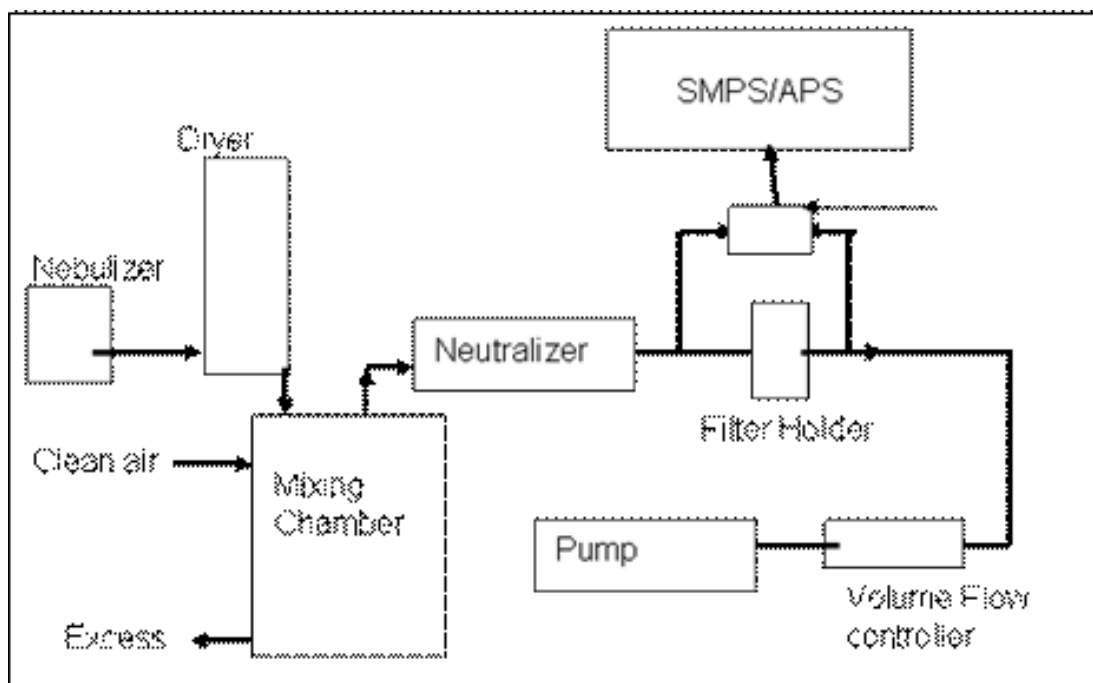 SMPS/APS
Dryer
Nebulizer
Neutralizer
Filter Holder
Clean air
Mixing
Chamber
Pump
Volume Flow
controller
Excess